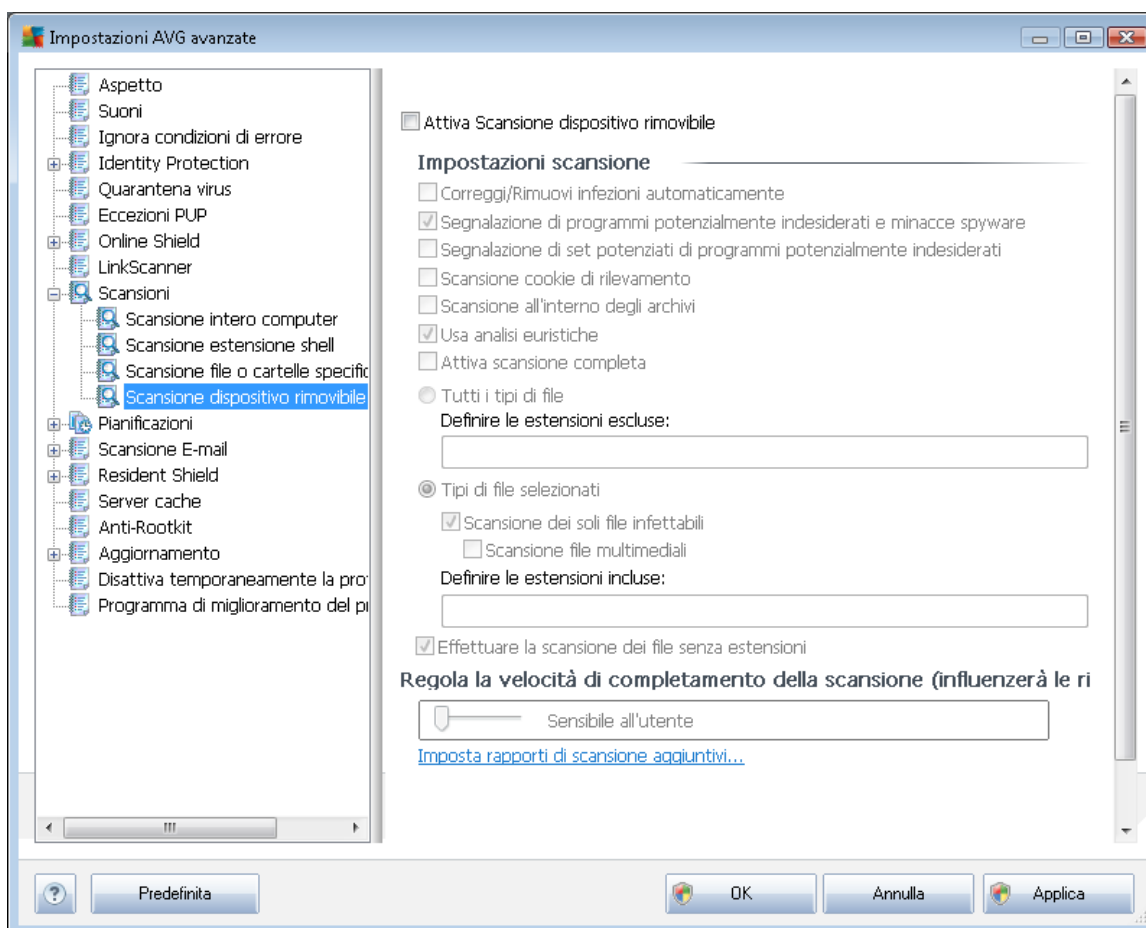 Impostazioni AVG avanzate
Aspetto
Suoni
Ignora condizioni di errore
Identity Protection
Quarantena virus
Eccezioni PUP
Online Shield
LinkScanner
Scansioni
Scansione intero computer
Scansione estensione shell
Scansione file o cartelle specific
Scansione dispositivo rimovibile
Pianificazioni
Scansione E-mail
Resident Shield
Server cache
Anti-Rootkit
Aggiornamento
Disattiva temporaneamente la pro
Programma di miglioramento del p
Attiva Scansione dispositivo rimovibile
Impostazioni scansione
Correggi/Rimuovi infezioni automaticamente
Segnalazione di programmi potenzialmente indesiderati e minacce spyware
Segnalazione di set potenziati di programmi potenzialmente indesiderati
Scansione cookie di rilevamento
Scansione all'interno degli archivi
Usa analisi euristiche
Attiva scansione completa
Tutti i tipi di file
Definire le estensioni escluse:
Tipi di file selezionati
Scansione dei soli file infettabili
Scansione file multimediali
Definire le estensioni incluse:
Effettuare la scansione dei file senza estensioni
Regola la velocità di completamento della scansione (influenzerà le ri
Sensibile all'utente
Imposta rapporti di scansione aggiuntivi...
? Predefinita OK Annulla Applica